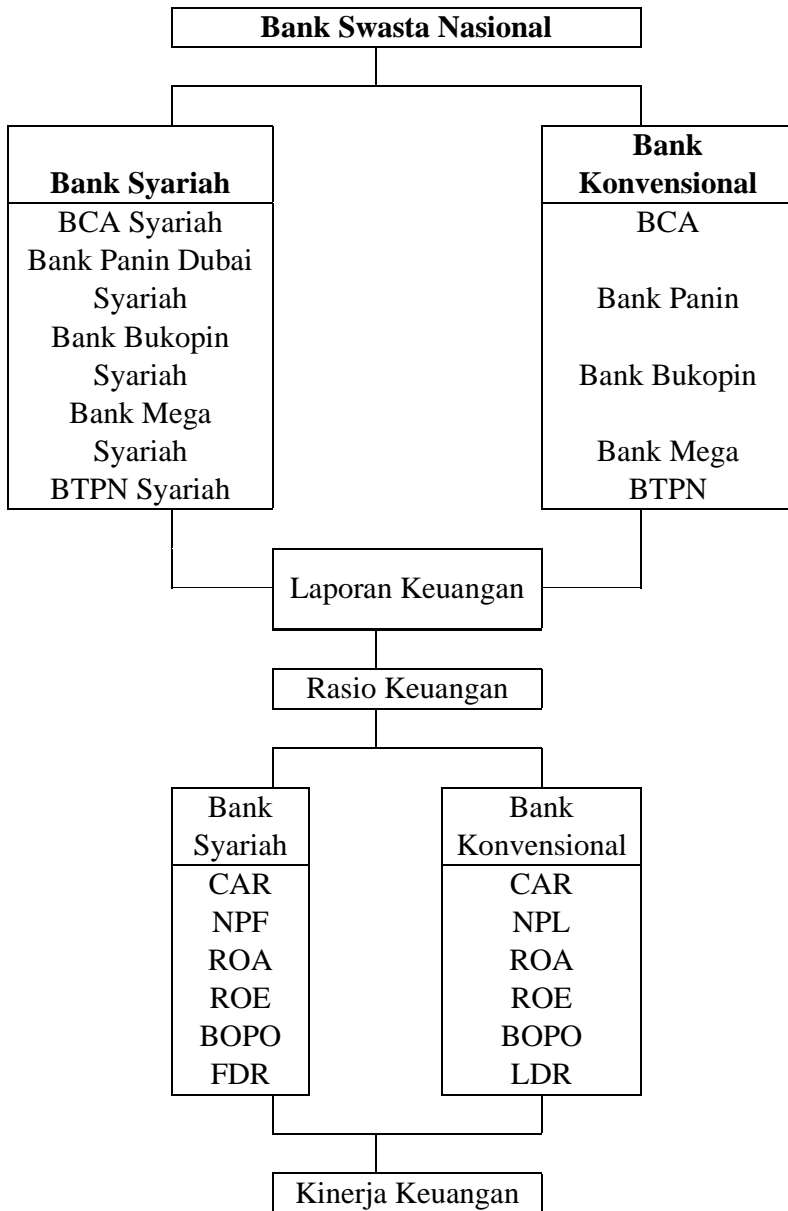 Bank Swasta Nasional
Bank Syariah
BCA Syariah
Bank Panin Dubai
Syariah
Bank Bukopin
Syariah
Bank Mega
Syariah
BTPN Syariah
Bank
Konvensional
BCA
Bank Panin
Bank Bukopin
Bank Mega
BTPN
Laporan Keuangan
Rasio Keuangan
Bank
Syariah
CAR
NPF
ROA
ROE
BOPO
FDR
Bank
Konvensional
CAR
NPL
ROA
ROE
BOPO
LDR
Kinerja Keuangan